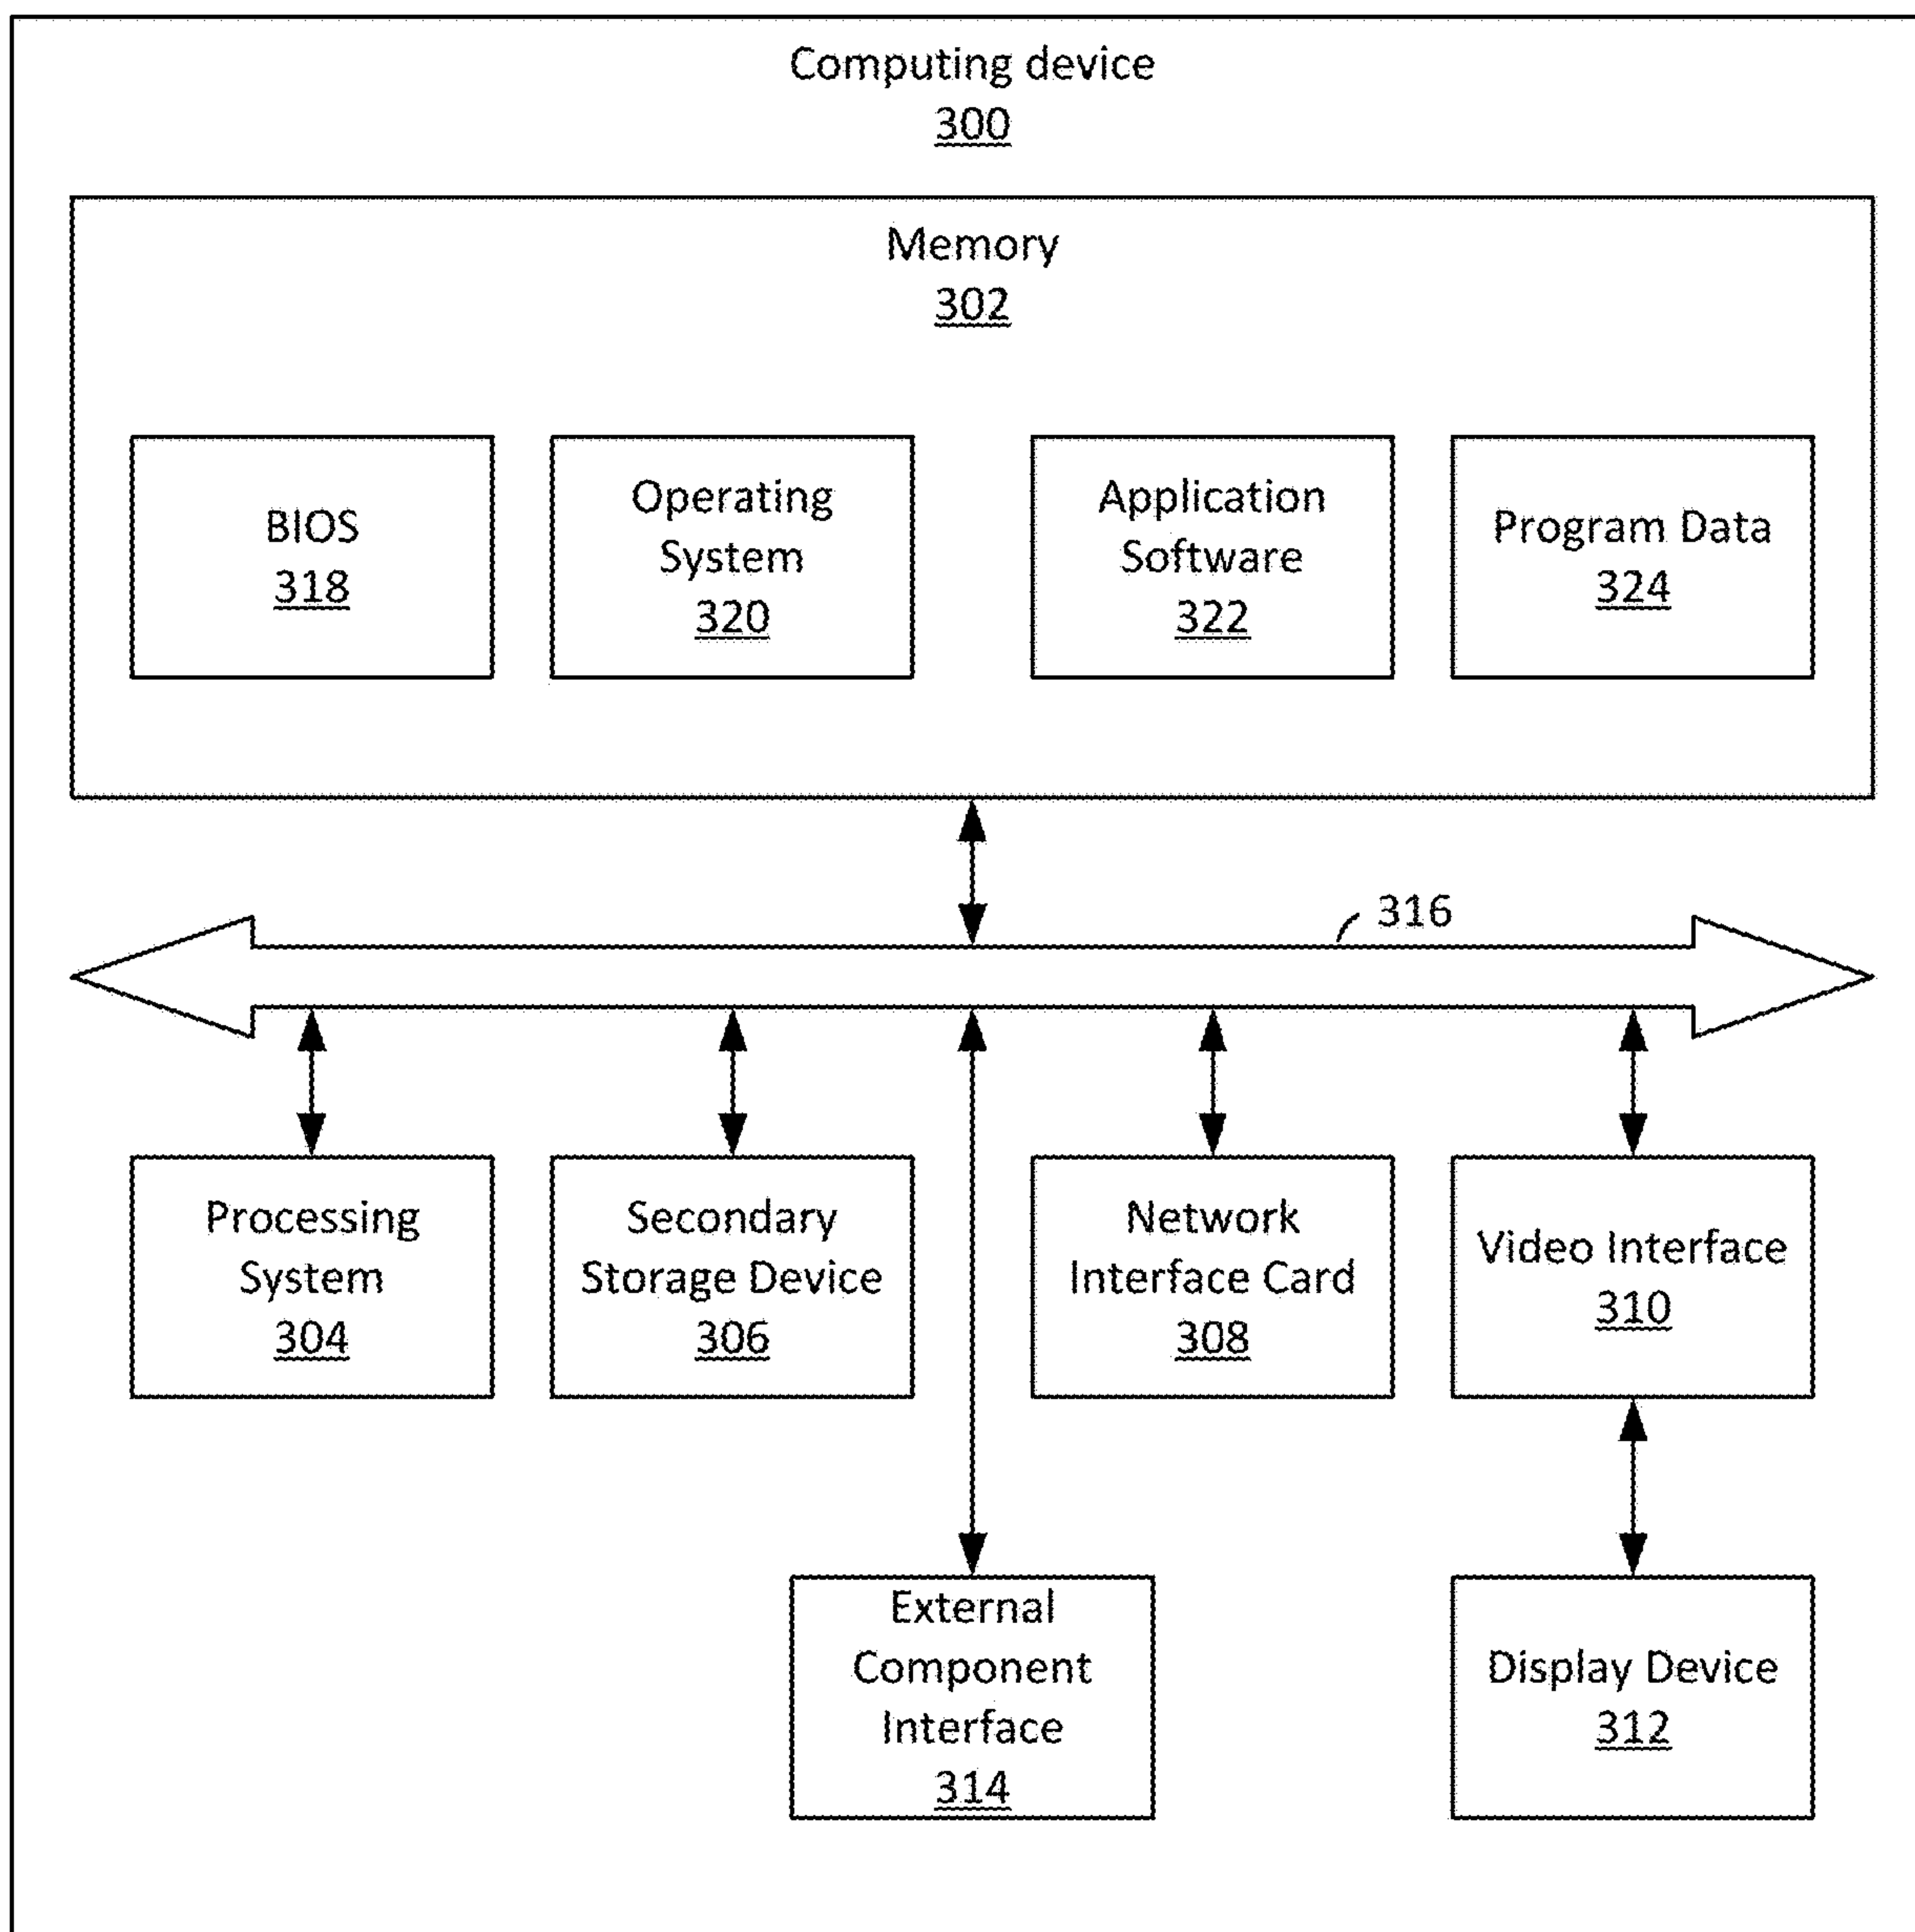 Computing device
300
Memory
302
BIOS
318
Operating
System
320
Application
Software
322
Program Data
324
316
Processing
System
304
Secondary
Storage Device
306
Network
Interface Card
308
Video Interface
310
External
Component
Interface
314
Display Device
312